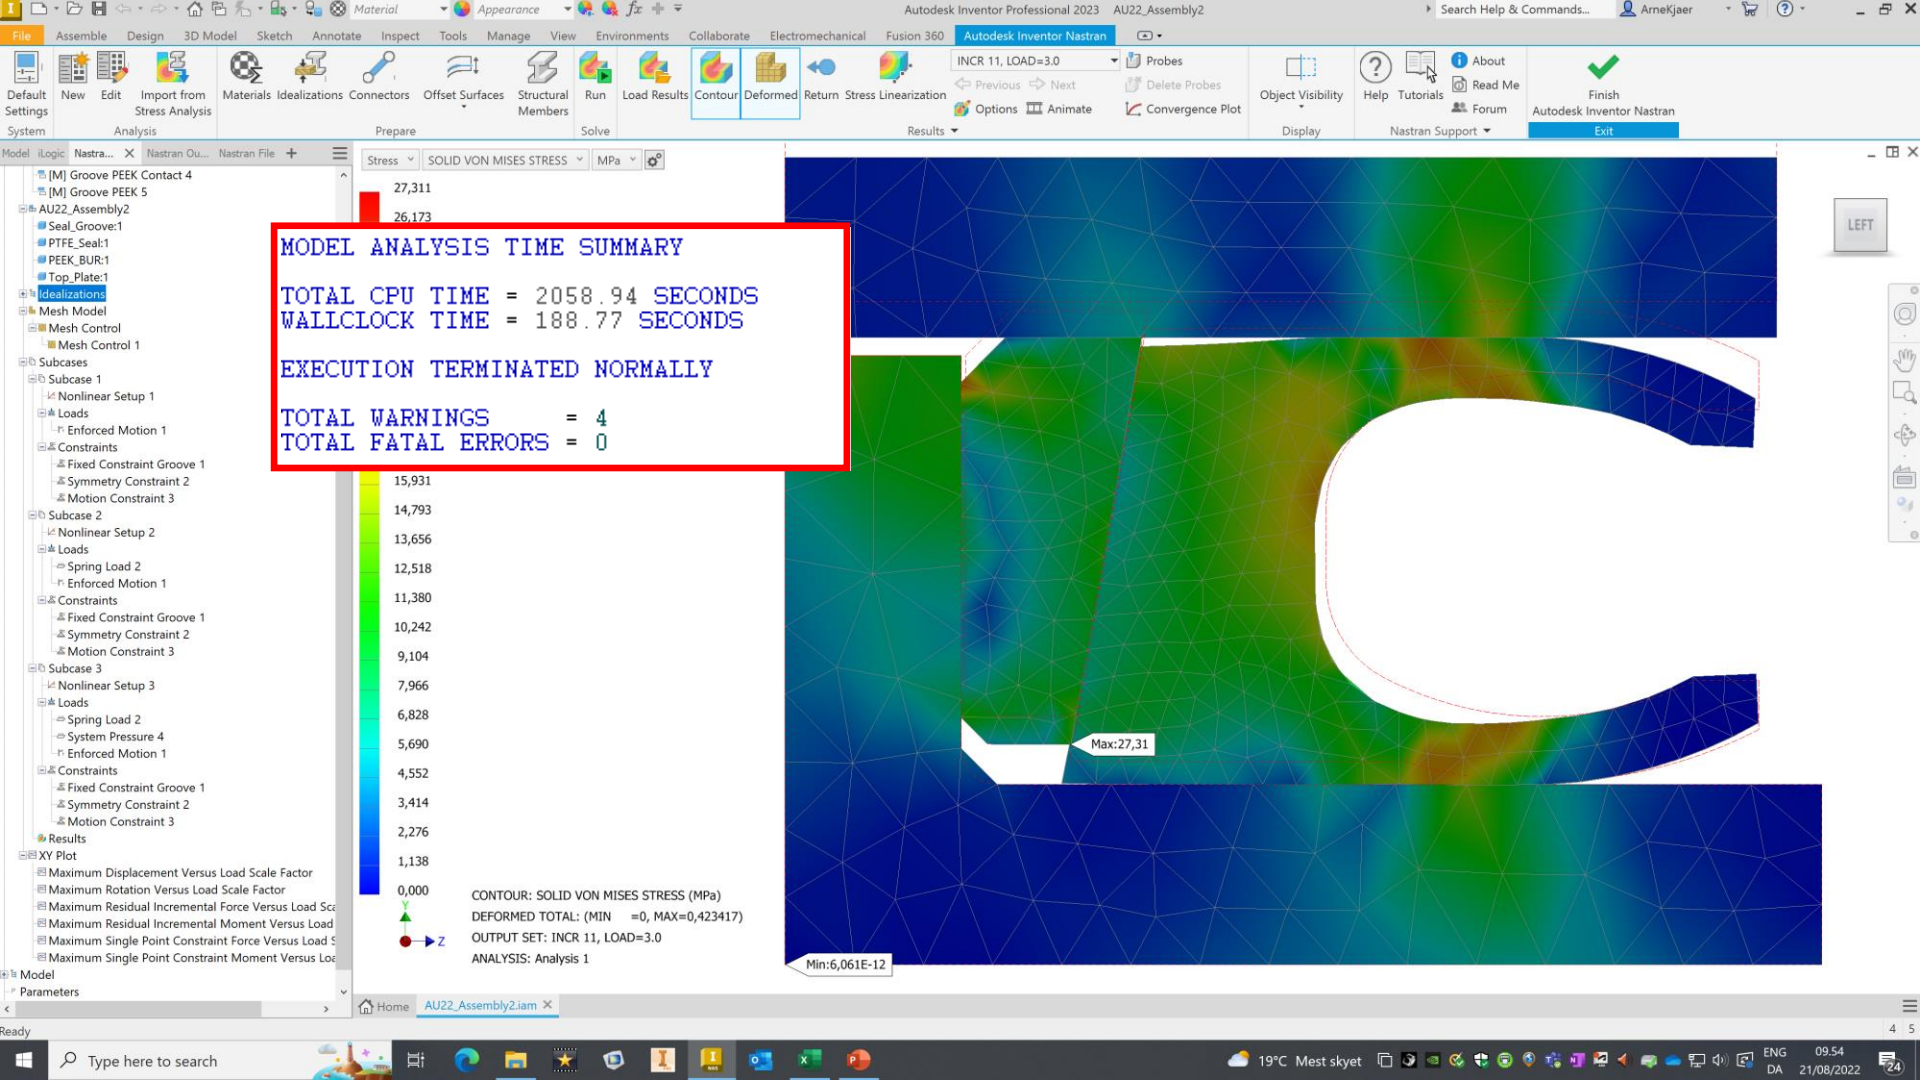 Material
Appearance
Autodesk Inventor Professional 2023 AU22_Assembly2
Search Help & Commands...
ArneKjaer
File Assemble Design 3D Model Sketch Annotate Inspect Tools Manage View Environments Collaborate Electromechanical Fusion 360 Autodesk Inventor Nastran
Default Settings
New
Edit
Import from Stress Analysis
Materials
Idealizations
Connectors
Offset Surfaces
Structural Members
Run
Load Results
Contour
Deformed
Return
Stress Linearization
INCR 11, LOAD=3.0
Previous Next
Options Animate
Probes
Delete Probes
Convergence Plot
Object Visibility
Help
Tutorials
About
Read Me
Forum
Finish
Autodesk Inventor Nastran
System Analysis Prepare Solve Results Display Nastran Support Exit
Model iLogic Nastra... Nastran Ou... Nastran File
[M] Groove PEEK Contact 4
[M] Groove PEEK 5
AU22_Assembly2
Seal_Groove:1
PTFE_Seal:1
PEEK_BUR:1
Top_Plate:1
Idealizations
Mesh Model
Mesh Control
Mesh Control 1
Subcases
Subcase 1
Nonlinear Setup 1
Loads
Enforced Motion 1
Constraints
Fixed Constraint Groove 1
Symmetry Constraint 2
Motion Constraint 3
Subcase 2
Nonlinear Setup 2
Loads
Spring Load 2
Enforced Motion 1
Constraints
Fixed Constraint Groove 1
Symmetry Constraint 2
Motion Constraint 3
Subcase 3
Nonlinear Setup 3
Loads
Spring Load 2
System Pressure 4
Enforced Motion 1
Constraints
Fixed Constraint Groove 1
Symmetry Constraint 2
Motion Constraint 3
Results
XY Plot
Maximum Displacement Versus Load Scale Factor
Maximum Rotation Versus Load Scale Factor
Maximum Residual Incremental Force Versus Load Sca
Maximum Residual Incremental Moment Versus Load
Maximum Single Point Constraint Force Versus Load S
Maximum Single Point Constraint Moment Versus Loa
Model
Parameters
Stress SOLID VON MISES STRESS MPa
27,311
26,173
MODEL ANALYSIS TIME SUMMARY
TOTAL CPU TIME = 2058.94 SECONDS
WALLCLOCK TIME = 188.77 SECONDS
EXECUTION TERMINATED NORMALLY
TOTAL WARNINGS = 4
TOTAL FATAL ERRORS = 0
15,931
14,793
13,656
12,518
11,380
10,242
9,104
7,966
6,828
5,690
4,552
3,414
2,276
1,138
0,000
Y
Z
CONTOUR: SOLID VON MISES STRESS (MPa)
DEFORMED TOTAL: (MIN =0, MAX=0,423417)
OUTPUT SET: INCR 11, LOAD=3.0
ANALYSIS: Analysis 1
Max:27,31
Min:6,061E-12
LEFT
Home AU22_Assembly2.iam
Ready
4 5
Type here to search
19°C Mest skyet
ENG
DA
09.54
21/08/2022
24